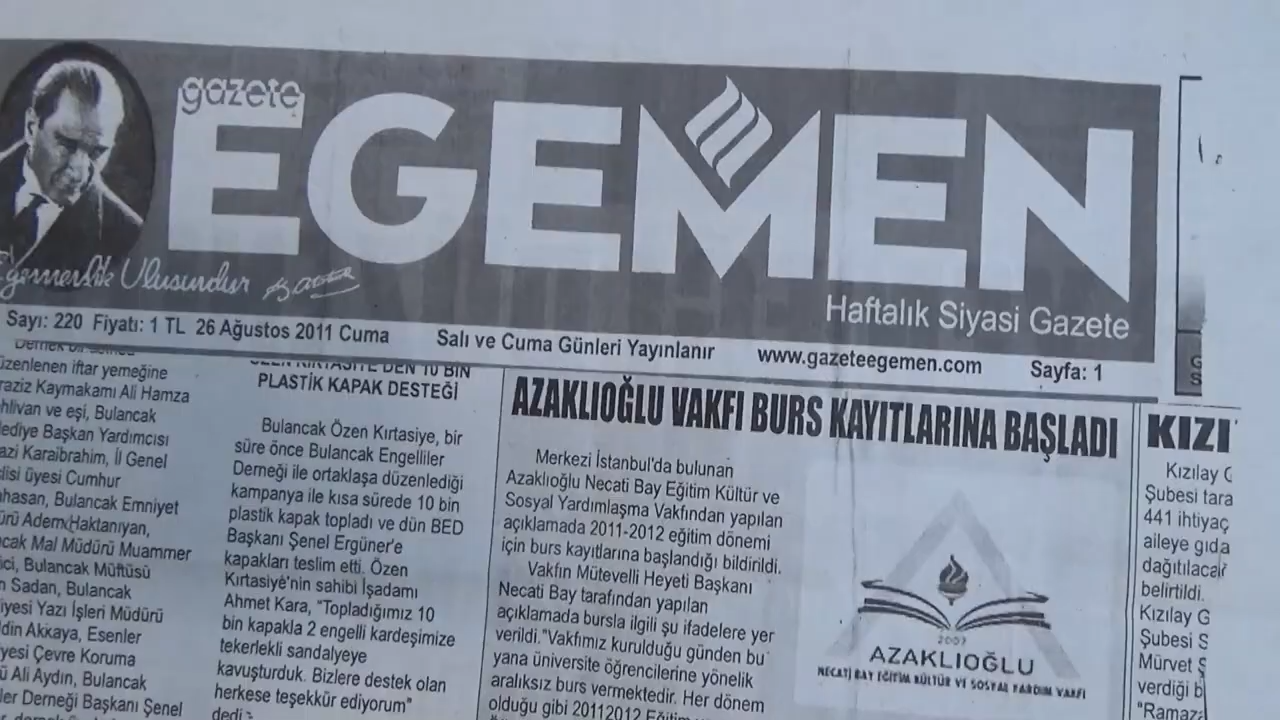 gazete
EGEMEN
Egemenlik Ulusundur
Haftalık Siyasi Gazete
Sayı: 220 Fiyatı: 1 TL 26 Ağustos 2011 Cuma Salı ve Cuma Günleri Yayınlanır www.gazeteegemen.com Sayfa: 1
Dernek
iftar yemeğine
Kaymakamı Ali Hamza
ve eşi, Bulancak
Başkan Yardımcısı
Karaibrahim, İl Genel
üyesi Cumhur
Bulancak Emniyet
Adem Haktanıyan,
Mal Müdürü Muammer
Bulancak Müftüsü
Sadan, Bulancak
Yazı İşleri Müdürü
Akkaya, Esenler
Çevre Koruma
Ali Aydın, Bulancak
Derneği Başkanı Şenel
DEN 10 BİN
PLASTİK KAPAK DESTEĞİ
Bulancak Özen Kırtasiye, bir
süre önce Bulancak Engelliler
Derneği ile ortaklaşa düzenlediği
kampanya ile kısa sürede 10 bin
plastik kapak topladı ve dün BED
Başkanı Şenel Ergüner'e
kapakları teslim etti. Özen
Kırtasiye'nin sahibi İşadamı
Ahmet Kara, "Topladığımız 10
bin kapakla 2 engelli kardeşimize
tekerlekli sandalyeye
kavuşturduk. Bizlere destek olan
herkese teşekkür ediyorum"
dedi.
AZAKLIOĞLU VAKFI BURS KAYITLARINA BAŞLADI
Merkezi İstanbul'da bulunan
Azaklıoğlu Necati Bay Eğitim Kültür ve
Sosyal Yardımlaşma Vakfından yapılan
açıklamada 2011-2012 eğitim dönemi
için burs kayıtlarına başlandığı bildirildi.
Vakfın Mütevelli Heyeti Başkanı
Necati Bay tarafından yapılan
açıklamada bursla ilgili şu ifadelere yer
verildi."Vakfımız kurulduğu günden bu
yana üniversite öğrencilerine yönelik
aralıksız burs vermektedir. Her dönem
olduğu gibi 20112012 Eğitim
2007
AZAKLIOĞLU
NECATİ BAY EĞİTİM KÜLTÜR VE SOSYAL YARDIM VAKFI
KIZI
Kızılay
Şubesi tara
441 ihtiyaç
aileye gıda
dağıtılacağı
belirtildi.
Kızılay G
Şubesi S
Mürvet Ş
verdiği b
"Ramaza